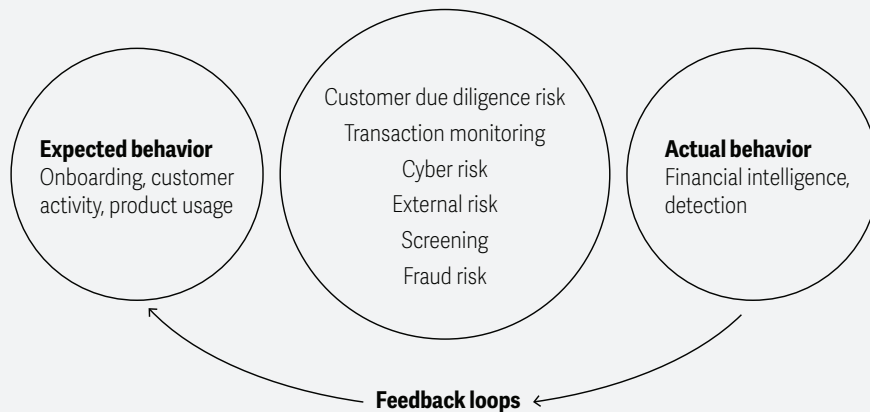 Expected behavior
Onboarding, customer
activity, product usage
Customer due diligence risk
Transaction monitoring
Cyber risk
External risk
Screening
Fraud risk
Actual behavior
Financial intelligence,
detection
Feedback loops